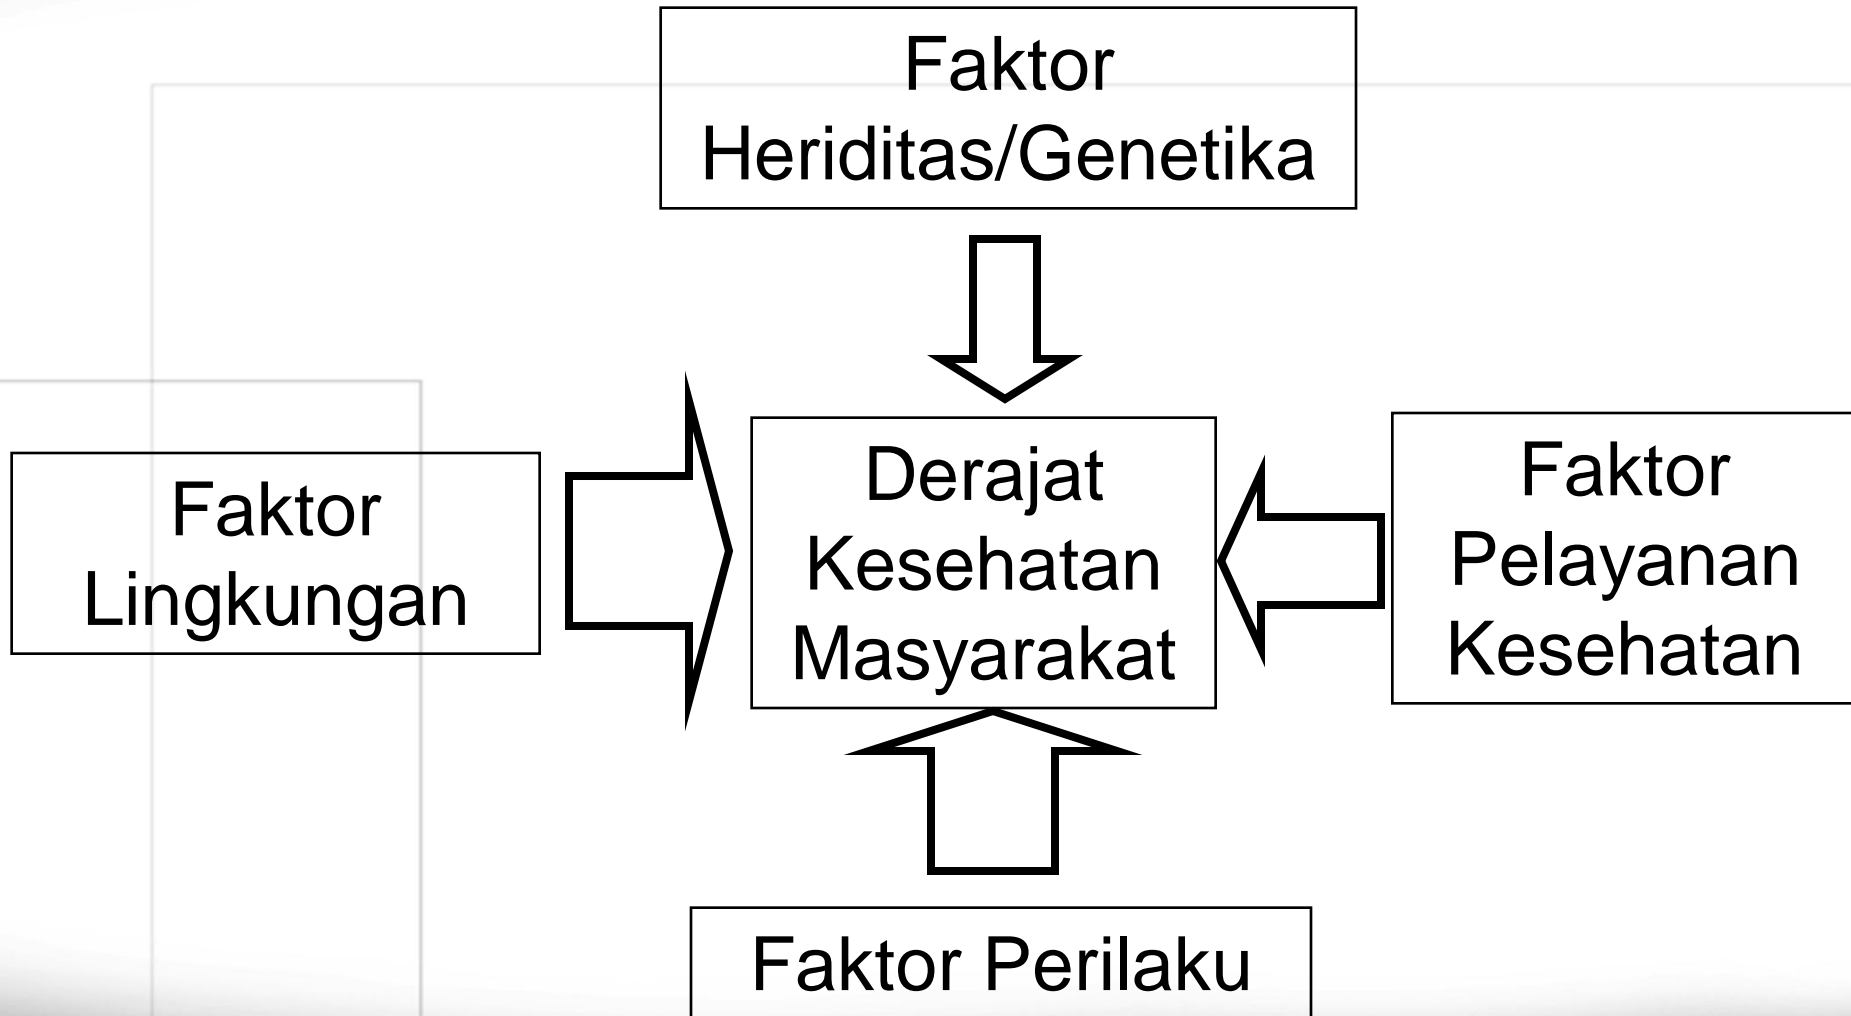 Faktor
Heriditas/Genetika
Faktor
Lingkungan
Derajat
Kesehatan
Masyarakat
Faktor
Pelayanan
Kesehatan
Faktor Perilaku